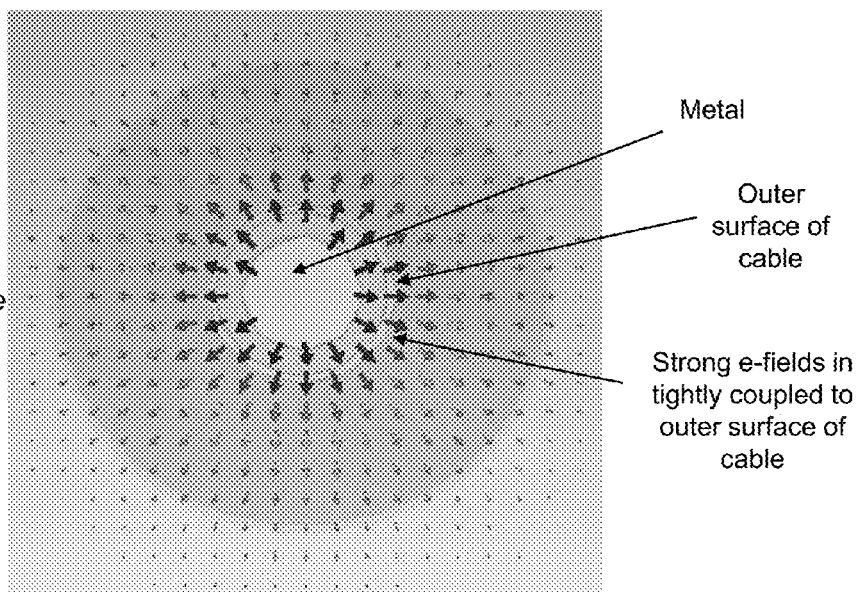 Metal
Outer
surface of
cable
e
Strong e-fields in
tightly coupled to
outer surface of
cable